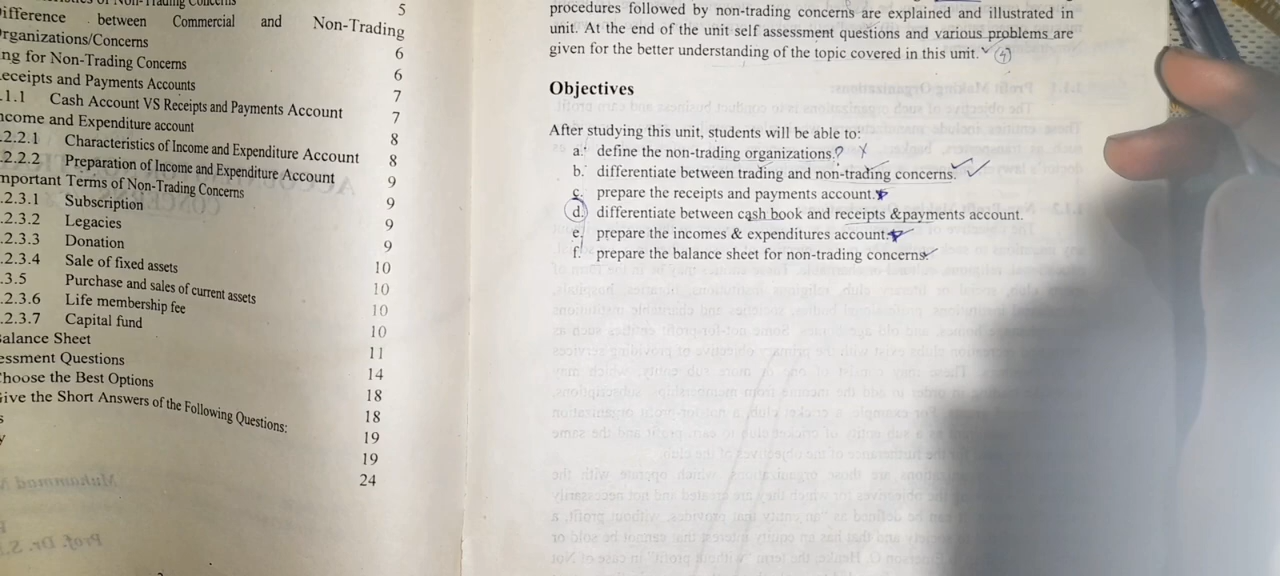 5
between Commercial and Non-Trading
Organizations/Concerns
6
for Non-Trading Concerns
6
Receipts and Payments Accounts
7
.1.1 Cash Account VS Receipts and Payments Account
7
Income and Expenditure account
8
.2.2.1 Characteristics of Income and Expenditure Account
8
.2.2.2 Preparation of Income and Expenditure Account
9
Important Terms of Non-Trading Concerns
9
.2.3.1 Subscription
9
.2.3.2 Legacies
9
.2.3.3 Donation
10
.2.3.4 Sale of fixed assets
10
.3.5 Purchase and sales of current assets
10
.2.3.6 Life membership fee
10
.2.3.7 Capital fund
11
Balance Sheet
14
Questions
18
Choose the Best Options
18
Give the Short Answers of the Following Questions:
19
19
24
procedures followed by non-trading concerns are explained and illustrated in
unit. At the end of the unit self assessment questions and various problems are
given for the better understanding of the topic covered in this unit. (4)
Objectives
After studying this unit, students will be able to:
a. define the non-trading organizations.?
b. differentiate between trading and non-trading concerns.
c. prepare the receipts and payments account.
d. differentiate between cash book and receipts &payments account.
e. prepare the incomes & expenditures account.
f. prepare the balance sheet for non-trading concerns.